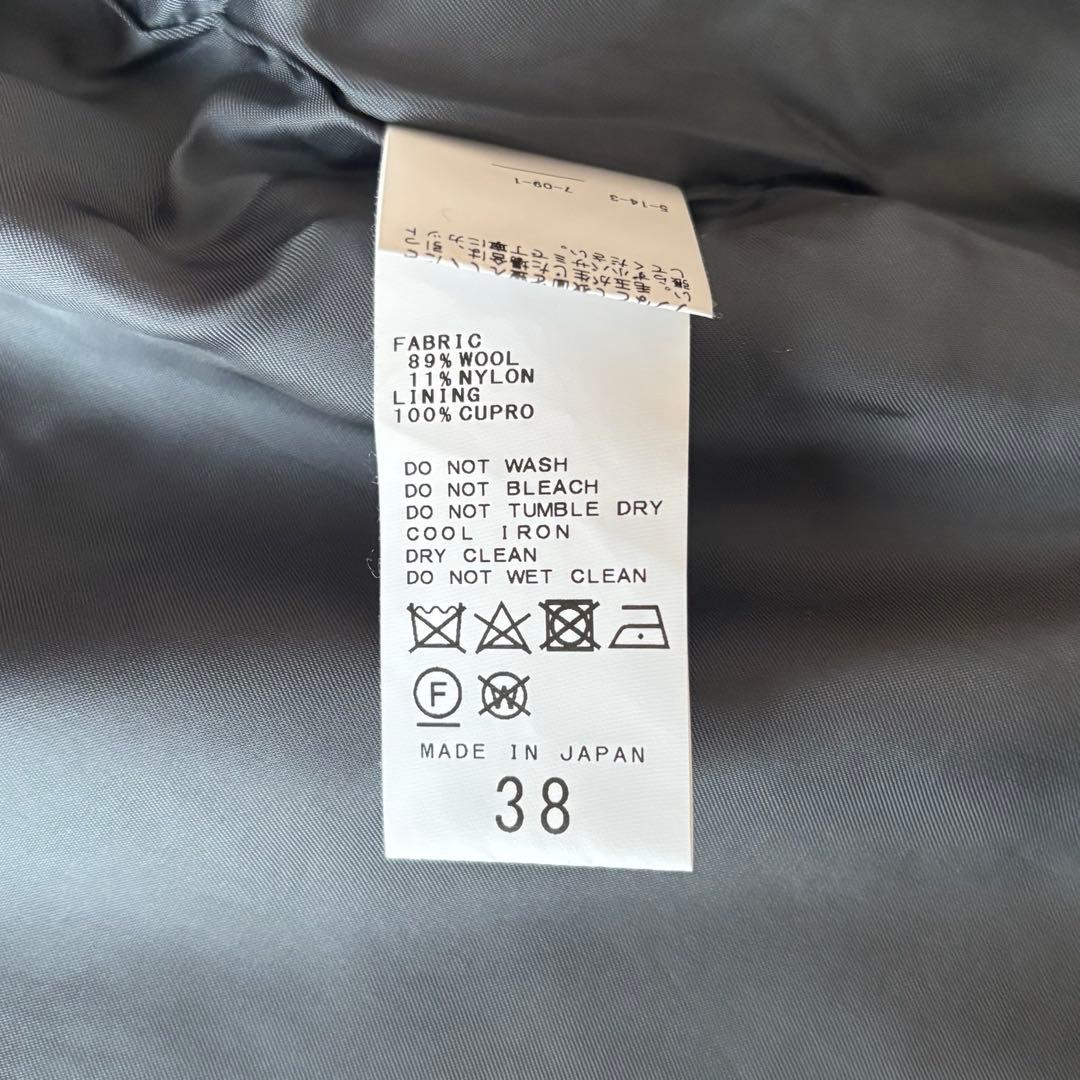 7-09-1
5-14-3
FABRIC
89% WOOL
11% NYLON
LINING
100% CUPRO
DO NOT WASH
DO NOT BLEACH
DO NOT TUMBLE DRY
COOL IRON
DRY CLEAN
DO NOT WET CLEAN
F
W
MADE IN JAPAN
38